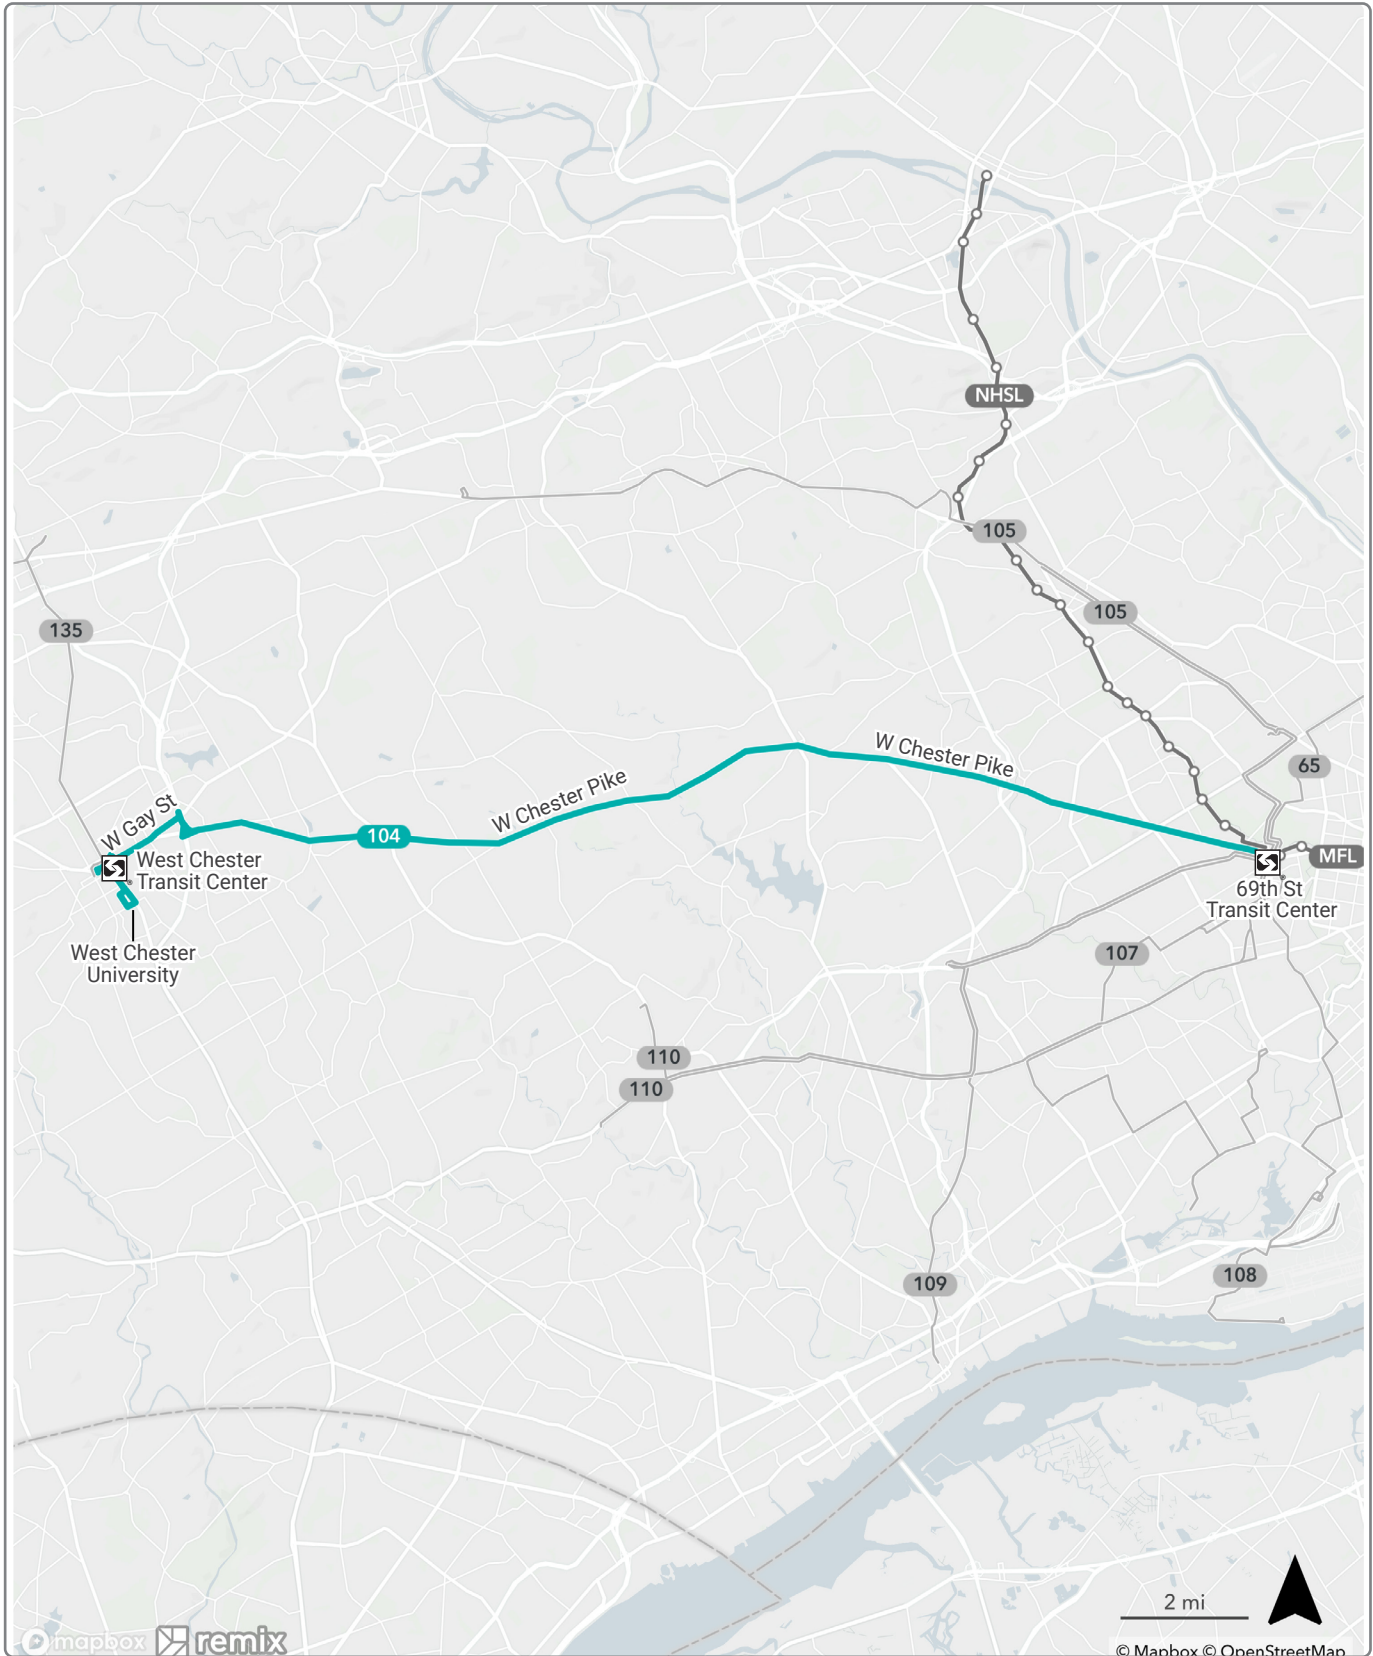 NHSL
105
105
135
65
W Chester Pike
W Chester Pike
W Gay St
104
MFL
West Chester
Transit Center
69th St
Transit Center
West Chester
University
107
110
110
109
108
2 mi
mapbox
remix
© Mapbox © OpenStreetMap